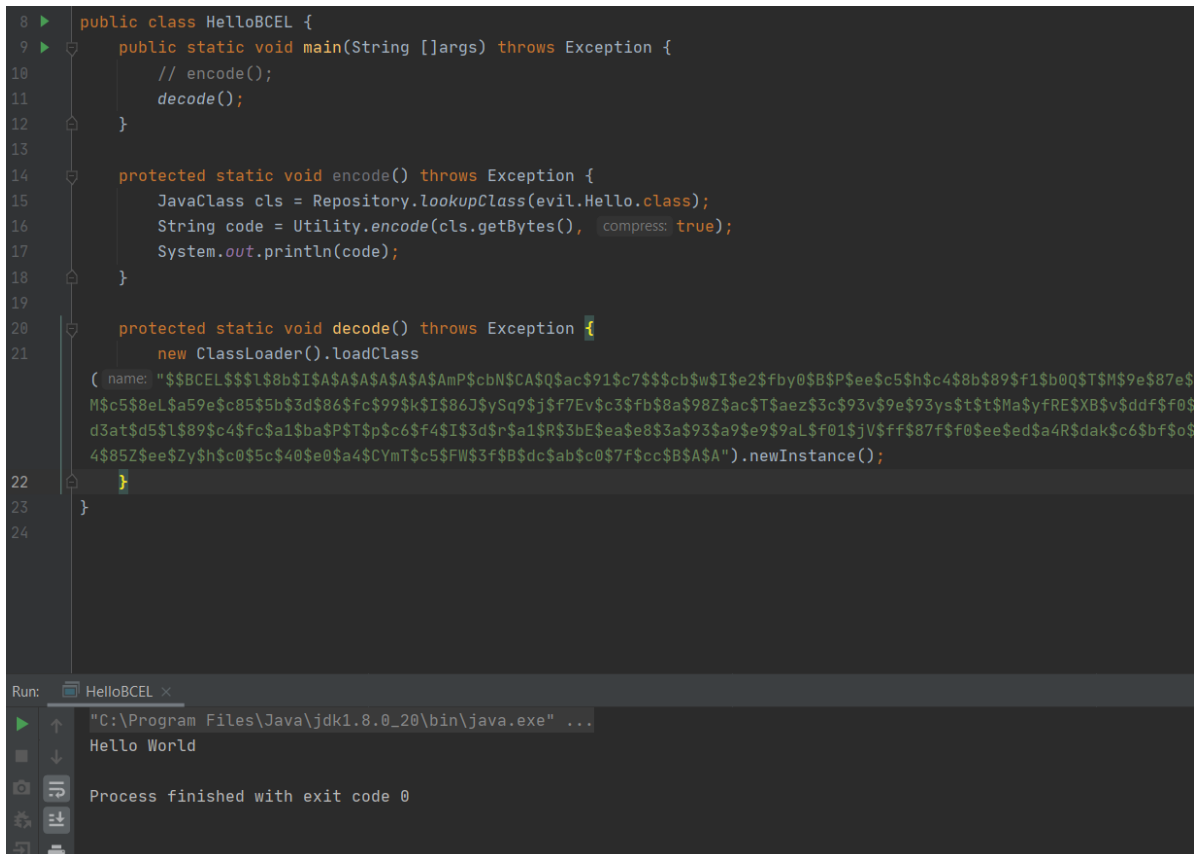 8 public class HelloBCEL {
9 public static void main(String []args) throws Exception {
10 // encode();
11 decode();
12 }
13
14 protected static void encode() throws Exception {
15 JavaClass cls = Repository.lookupClass(evil.Hello.class);
16 String code = Utility.encode(cls.getBytes(), compress: true);
17 System.out.println(code);
18 }
19
20 protected static void decode() throws Exception {
21 new ClassLoader().loadClass
( name: "$$BCEL$$$l$8b$I$A$A$A$A$A$A$AmP$cbN$CA$Q$ac$91$c7$$$cb$w$I$e2$fby0$B$P$ee$c5$h$c4$8b$89$f1$b0Q$T$M$9e$87e$
M$c5$8eL$a59e$c85$5b$3d$86$fc$99$k$I$86J$ySq9$j$f7Ev$c3$fb$8a$98Z$ac$T$aez$3c$93v$9e$93ys$t$t$Ma$yfRE$XB$v$ddf$f0$
d3at$d5$l$89$c4$fc$a1$ba$P$T$p$c6$f4$I$3d$r$a1$R$3bE$ea$e8$3a$93$a9$e9$9aL$f01$jV$ff$87f$f0$ee$ed$a4R$dak$c6$bf$o$
4$85Z$ee$Zy$h$c0$5c$40$e0$a4$CYmT$c5$FW$3f$B$dc$ab$c0$7f$cc$B$A$A").newInstance();
22 }
23 }
24
Run: HelloBCEL ×
"C:\Program Files\Java\jdk1.8.0_20\bin\java.exe" ...
Hello World
Process finished with exit code 0